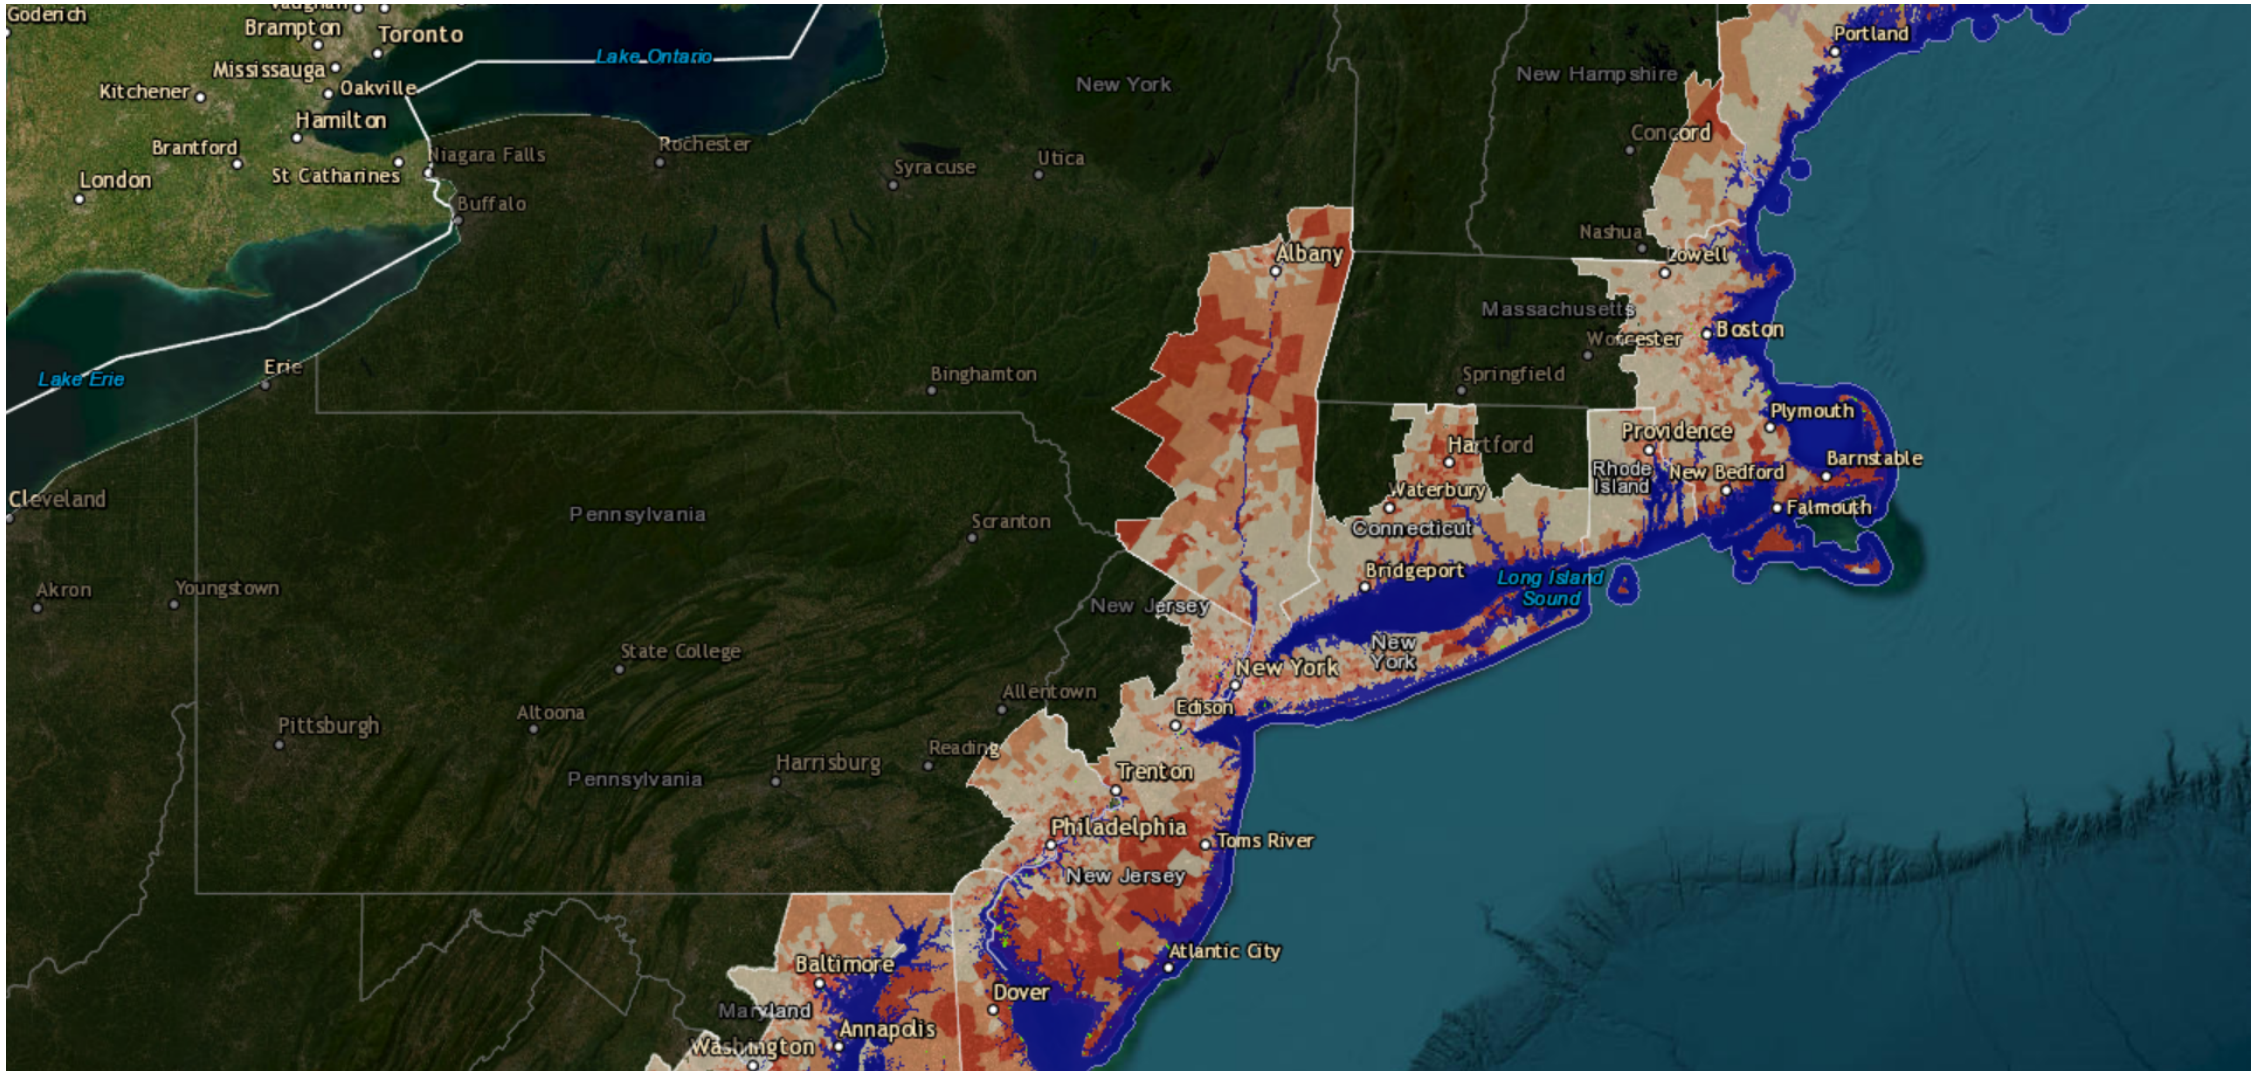 Goderich
Vaughan
Brampton
Toronto
Mississauga
Kitchener
Oakville
Hamilton
Brantford
London
St Catharines
Niagara Falls
Buffalo
Lake Ontario
Rochester
Syracuse
Utica
New York
New Hampshire
Portland
Concord
Nashua
Lowell
Albany
Massachusetts
Worcester
Boston
Lake Erie
Erie
Binghamton
Springfield
Plymouth
Hartford
Providence
Barnstable
Rhode
Island
New Bedford
Falmouth
Waterbury
Connecticut
Cleveland
Pennsylvania
Scranton
Bridgeport
Long Island
Sound
Akron
Youngstown
New Jersey
State College
New
York
New York
Allentown
Edison
Pittsburgh
Altoona
Reading
Harrisburg
Pennsylvania
Trenton
Philadelphia
Toms River
New Jersey
Atlantic City
Baltimore
Dover
Maryland
Annapolis
Washington